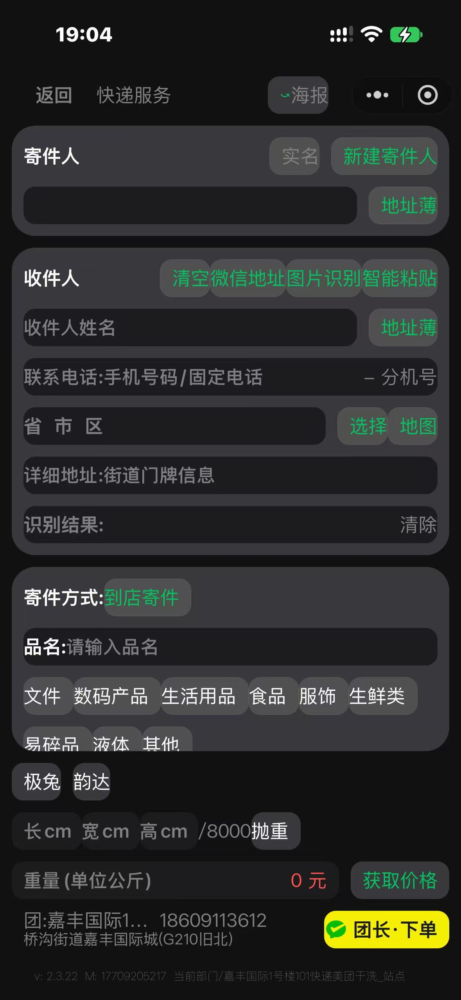 19:04
返回 快递服务 海报
寄件人 实名 新建寄件人
地址薄
收件人 清空 微信地址 图片识别 智能粘贴
收件人姓名 地址薄
联系电话:手机号码/固定电话 – 分机号
省 市 区 选择 地图
详细地址:街道门牌信息
识别结果: 清除
寄件方式:到店寄件
品名:请输入品名
文件 数码产品 生活用品 食品 服饰 生鲜类
易碎品 液体 其他
极兔 韵达
长cm 宽cm 高cm /8000 抛重
重量(单位公斤) 0 元 获取价格
团:嘉丰国际1... 18609113612
桥沟街道嘉丰国际城(G210旧北)
团长·下单
v: 2.3.22 M: 17709205217 当前部门/嘉丰国际1号楼101快递美团干洗_站点